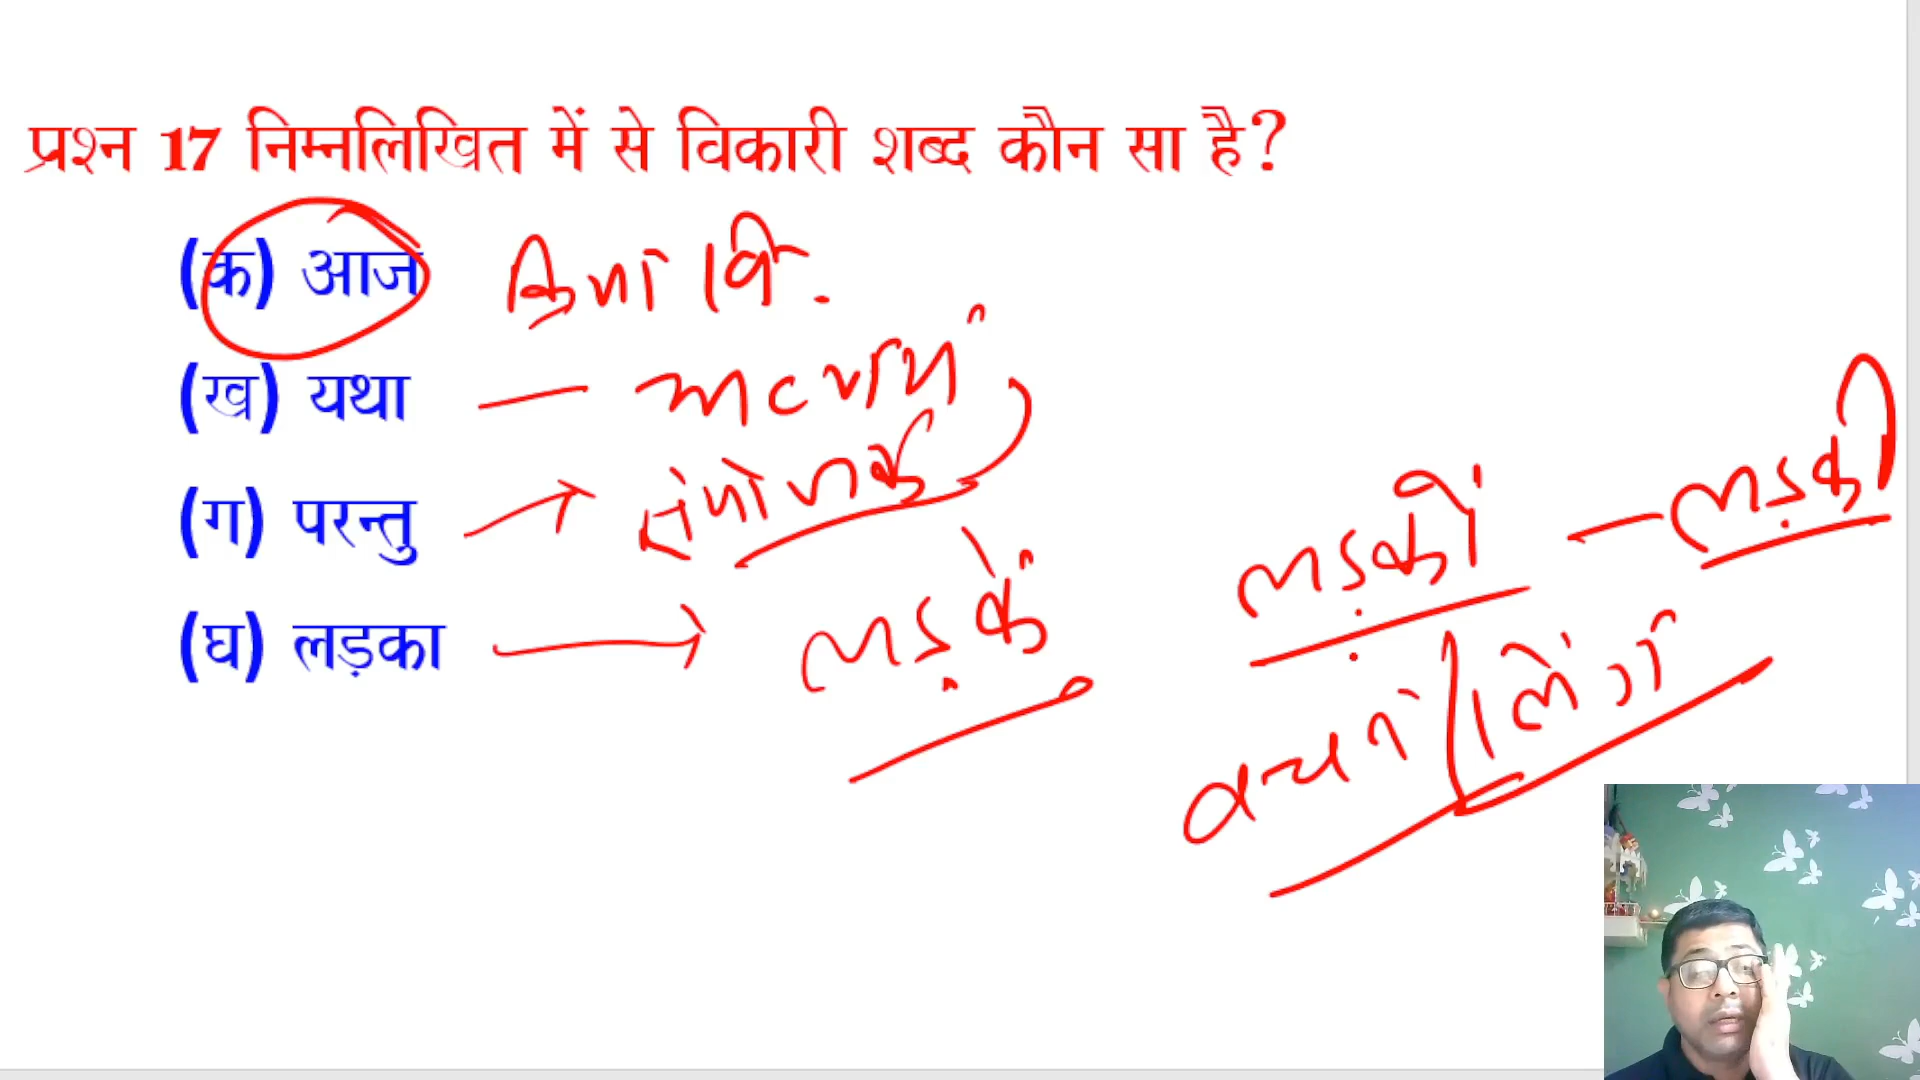 प्रश्न 17 निम्नलिखित में से विकारी शब्द कौन सा है?
(क) आज क्रिया वि.
(ख) यथा — अव्यय
संयोजक
(ग) परन्तु →
(घ) लड़का → लड़के
लड़कों — लड़की
वचन / लिंग